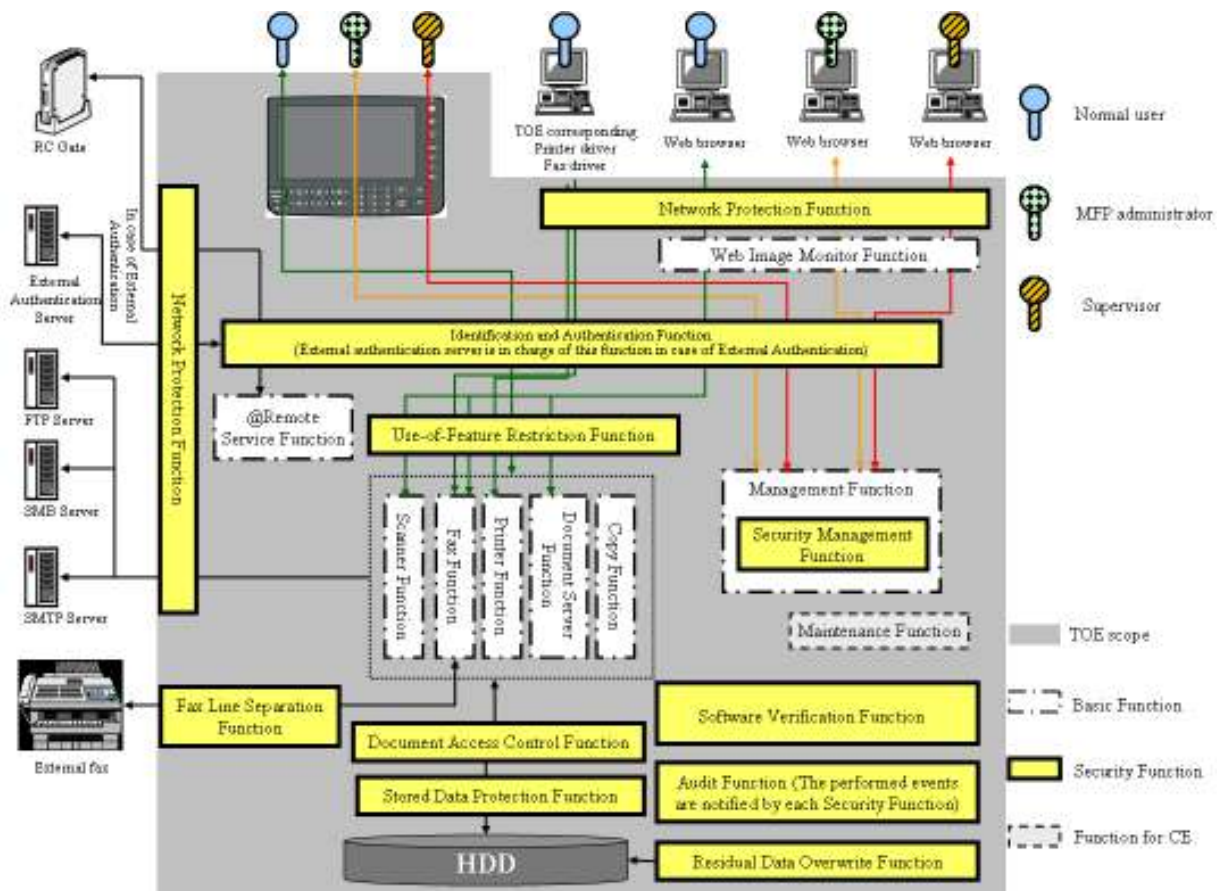 RC Gate
In case of External
Authentication
External
Authentication
Server
FTP Server
SMB Server
SMTP Server
External fax
TOE corresponding
Printer driver
Fax driver
Web browser
Web browser
Web browser
Normal user
MFP administrator
Supervisor
Network Protection Function
Web Image Monitor Function
Network Protection Function
Identification and Authentication Function
(External authentication server is in charge of this function in case of External Authentication)
@Remote
Service Function
Use-of-Feature Restriction Function
Scanner Function
Fax Function
Printer Function
Document Server
Function
Copy Function
Management Function
Security Management
Function
Maintenance Function
Fax Line Separation
Function
Document Access Control Function
Stored Data Protection Function
HDD
Software Verification Function
Audit Function (The performed events
are notified by each Security Function)
Residual Data Overwrite Function
TOE scope
Basic Function
Security Function
Function for CE